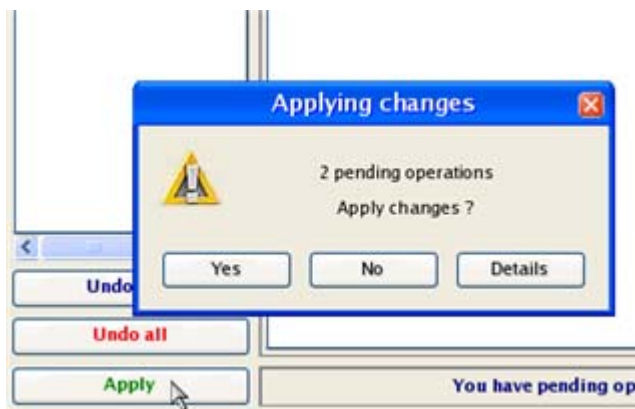 Applying changes
2 pending operations
Apply changes ?
Yes
No
Details
Undo
Undo all
Apply
You have pending op